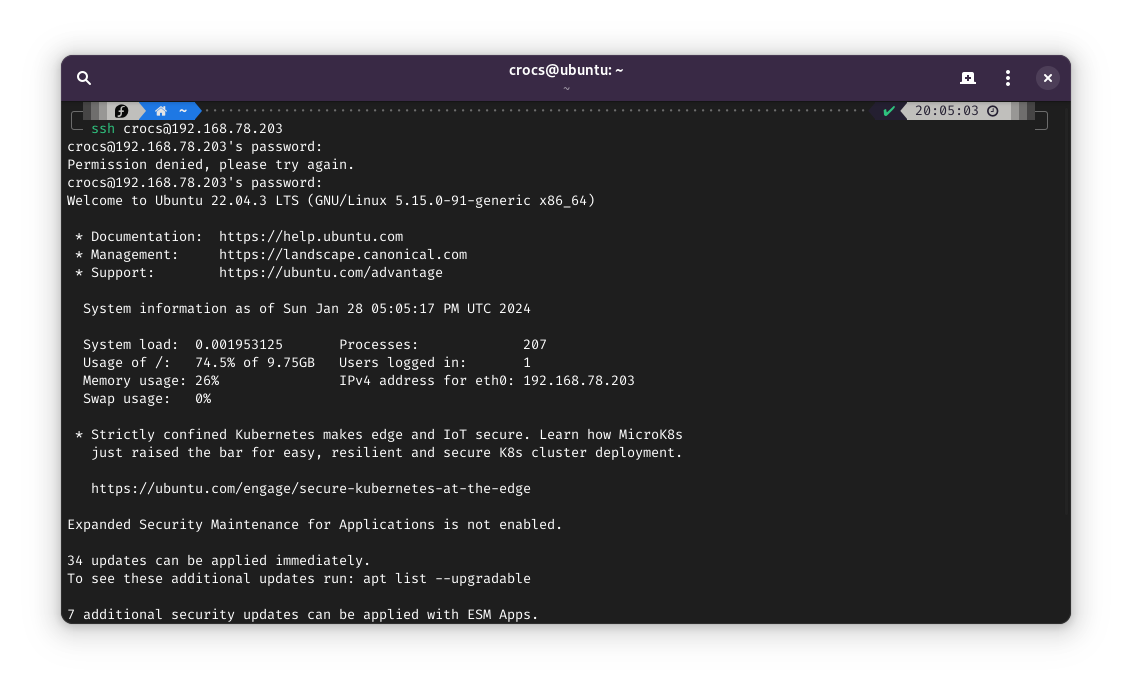 crocs@ubuntu: ~
~
~ 20:05:03
ssh crocs@192.168.78.203
crocs@192.168.78.203's password:
Permission denied, please try again.
crocs@192.168.78.203's password:
Welcome to Ubuntu 22.04.3 LTS (GNU/Linux 5.15.0-91-generic x86_64)
* Documentation:  https://help.ubuntu.com
* Management:     https://landscape.canonical.com
* Support:        https://ubuntu.com/advantage
System information as of Sun Jan 28 05:05:17 PM UTC 2024
System load:  0.001953125       Processes:             207
Usage of /:   74.5% of 9.75GB   Users logged in:       1
Memory usage: 26%               IPv4 address for eth0: 192.168.78.203
Swap usage:   0%
* Strictly confined Kubernetes makes edge and IoT secure. Learn how MicroK8s
just raised the bar for easy, resilient and secure K8s cluster deployment.
https://ubuntu.com/engage/secure-kubernetes-at-the-edge
Expanded Security Maintenance for Applications is not enabled.
34 updates can be applied immediately.
To see these additional updates run: apt list --upgradable
7 additional security updates can be applied with ESM Apps.